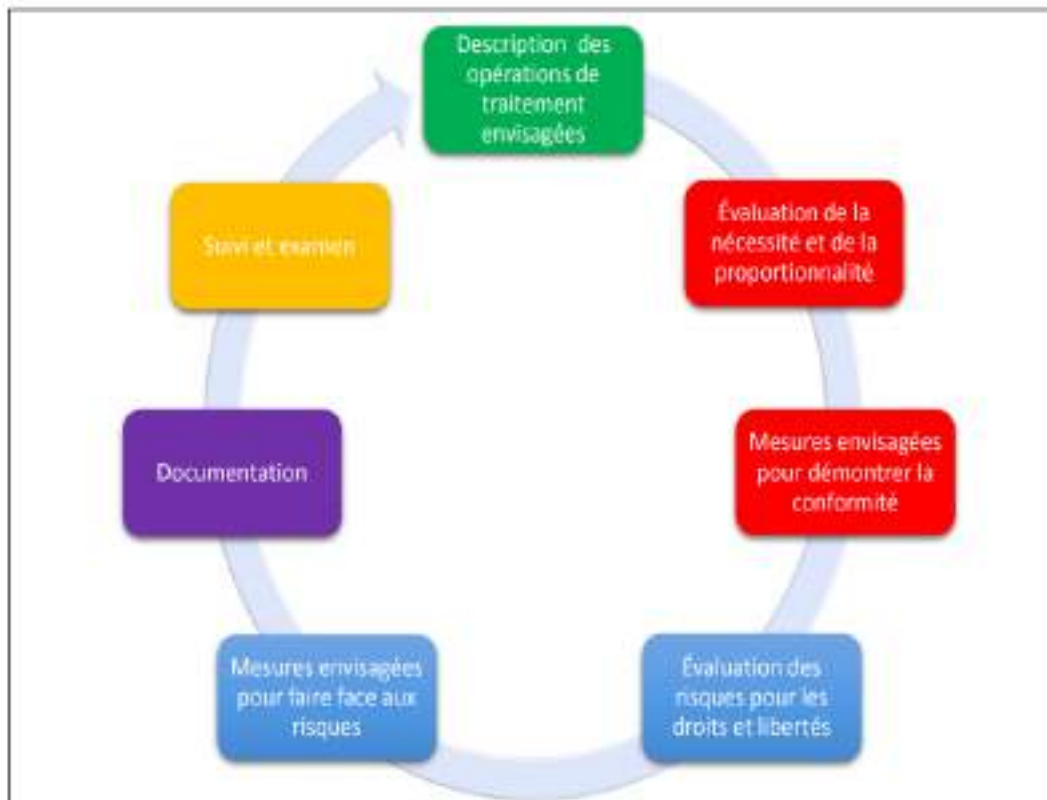 Description des
opérations de
traitement
envisagées
Évaluation de la
nécessité et de la
proportionnalité
Mesures envisagées
pour démontrer la
conformité
Évaluation des
risques pour les
droits et libertés
Mesures envisagées
pour faire face aux
risques
Documentation
Suivi et examen